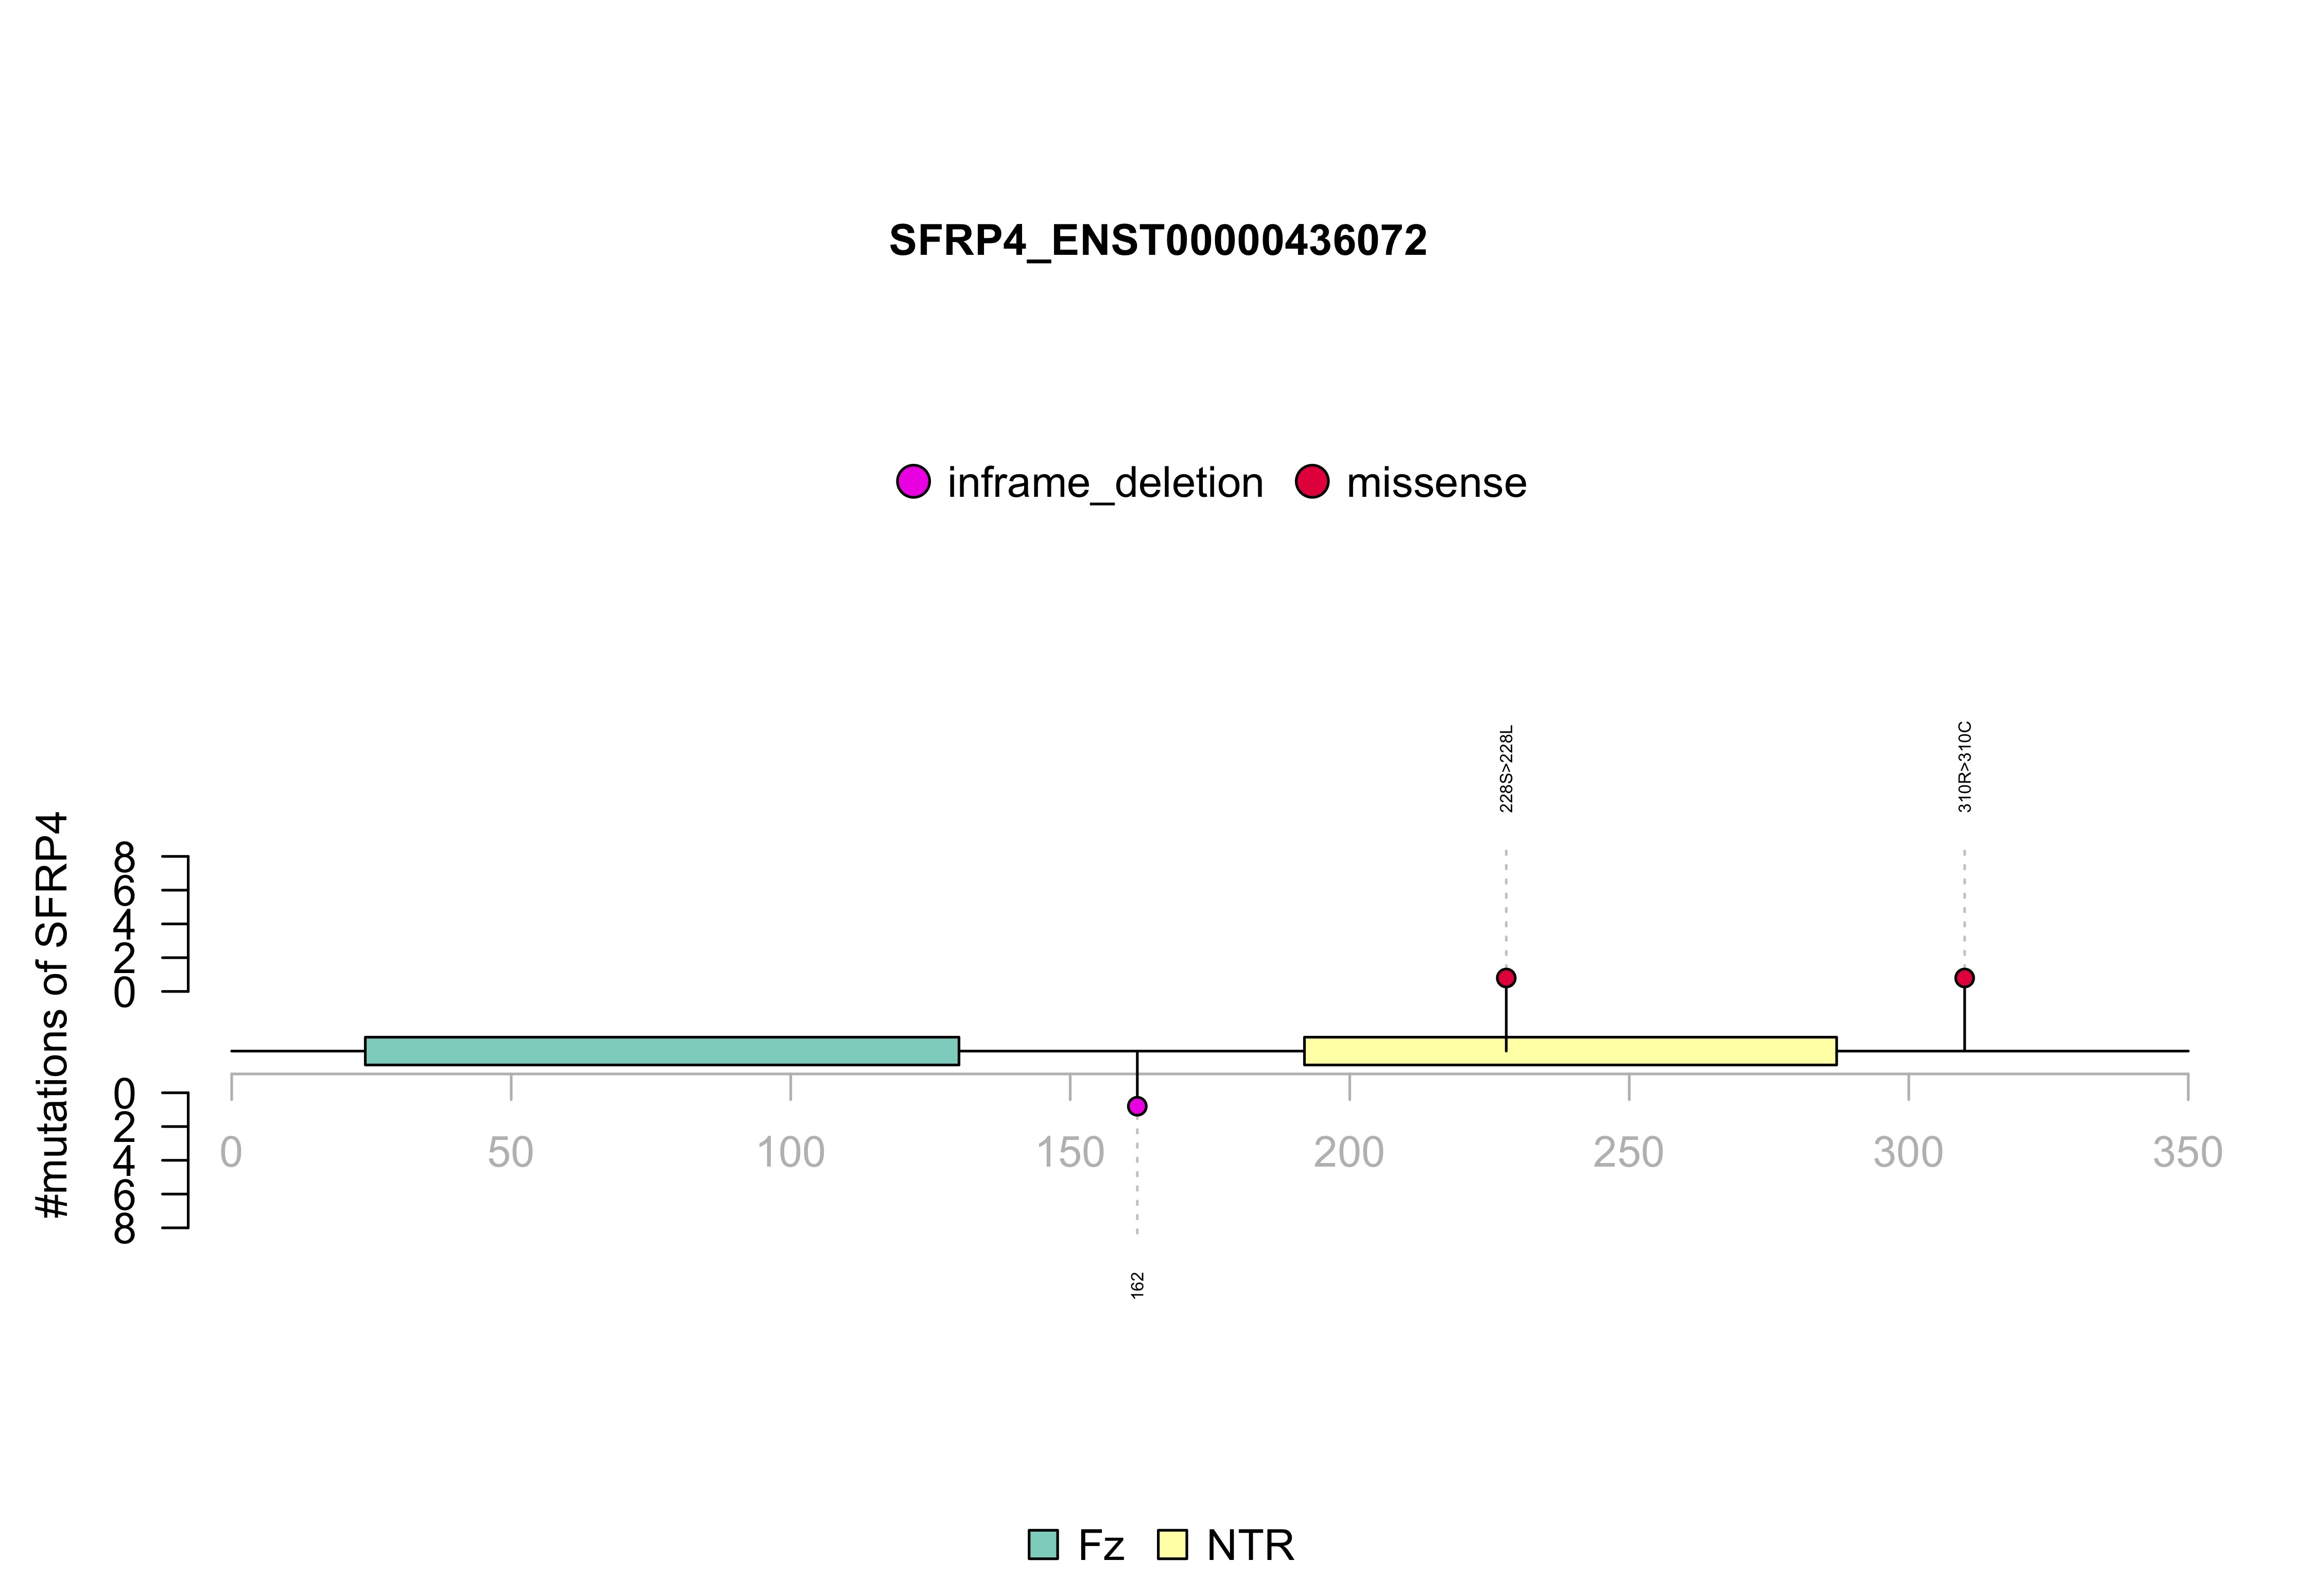 SFRP4_ENST00000436072
inframe_deletion missense
228S>228L
310R>310C
#mutations of SFRP4
8
6
4
2
0
0
2
4
6
8
0 50 100 150 200 250 300 350
162
Fz NTR